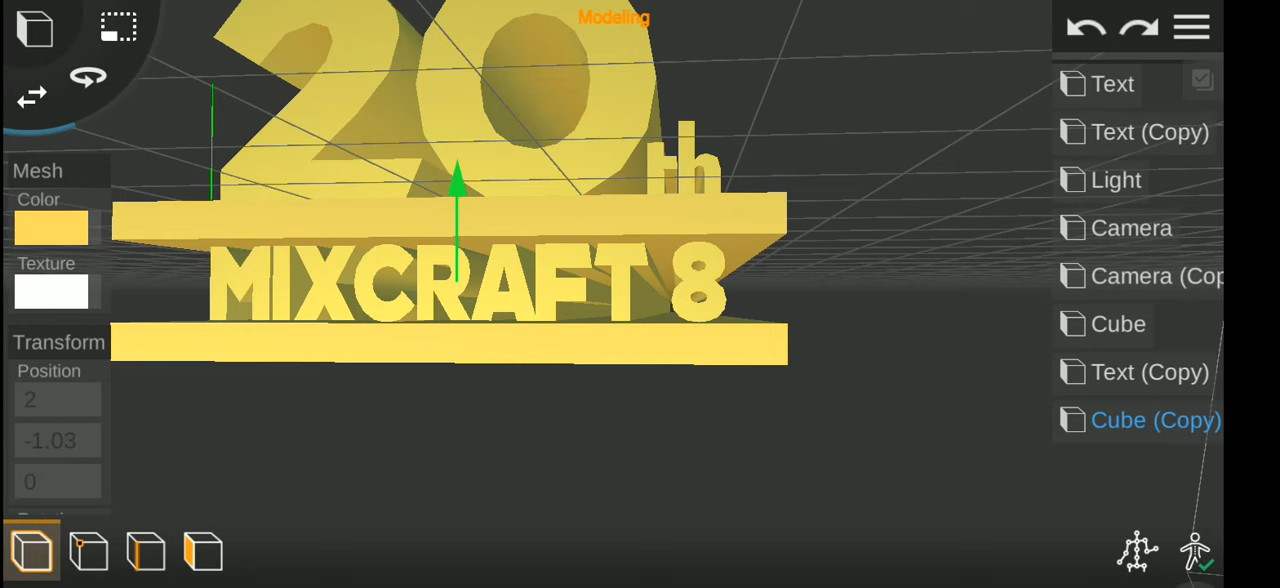 Modeling
20
th
MIXCRAFT 8
Mesh
Color
Texture
Transform
Position
2
-1.03
0
Text
Text (Copy)
Light
Camera
Camera (Cop
Cube
Text (Copy)
Cube (Copy)